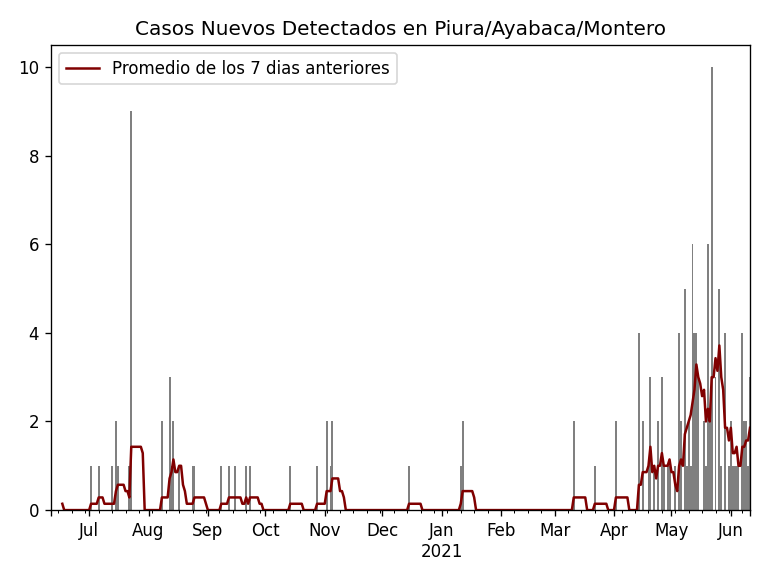 Casos Nuevos Detectados en Piura/Ayabaca/Montero
Promedio de los 7 dias anteriores
10
8
6
4
2
0
Jul Aug Sep Oct Nov Dec Jan Feb Mar Apr May Jun
2021